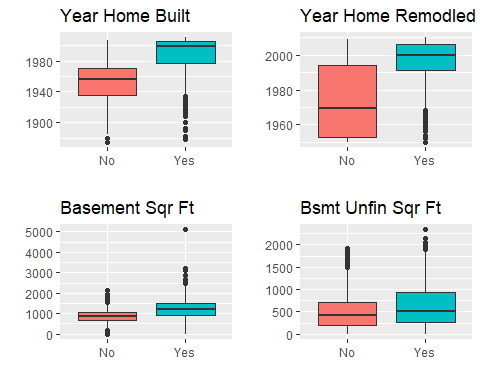 Year Home Built
1980
1940
1900
No Yes
Year Home Remodled
2000
1980
1960
No Yes
Basement Sqr Ft
5000
4000
3000
2000
1000
0
No Yes
Bsmt Unfin Sqr Ft
2000
1500
1000
500
0
No Yes